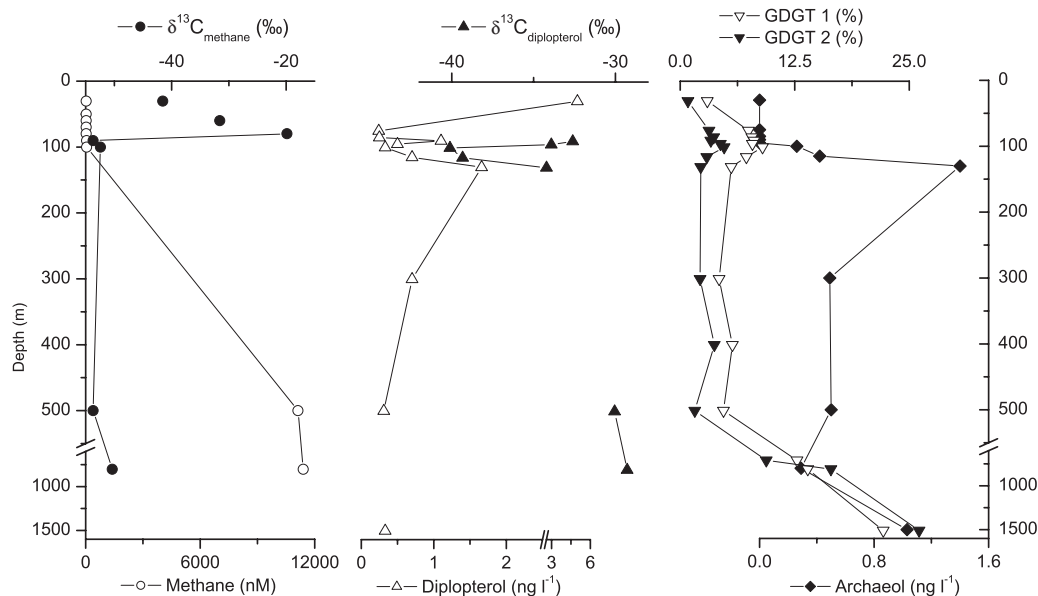 δ13Cmethane (‰)
δ13Cdiplopterol (‰)
GDGT 1 (%)
GDGT 2 (%)
-40 -20
-40 -30
0.0 12.5 25.0
0 0
100 100
200 200
300 300
400 400
500 500
1000 1000
1500 1500
Depth (m)
0 6000 12000
0 1 2 3 6
0.0 0.4 0.8 1.2 1.6
Methane (nM)
Diplopterol (ng l-1)
Archaeol (ng l-1)